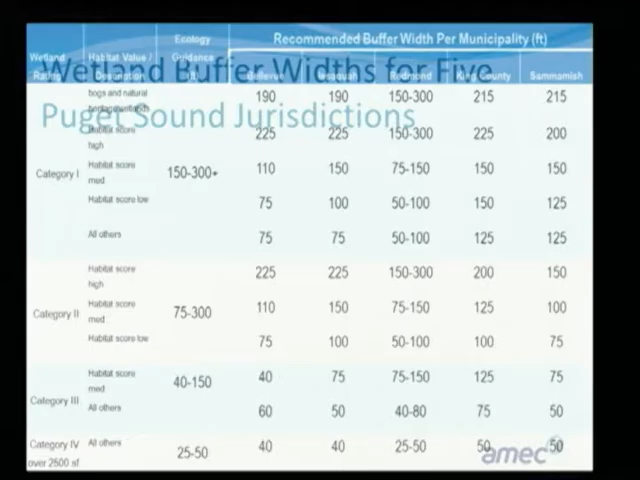 Wetland Buffer Widths for Five
Puget Sound Jurisdictions
Recommended Buffer Width Per Municipality (ft)
Wetland Rating Habitat Value / Description Ecology Guidance (ft) Bellevue Issaquah Redmond King County Sammamish
bogs and natural heritage wetlands 190 190 150-300 215 215
Habitat score high 225 225 150-300 225 200
Category I Habitat score med 150-300+ 110 150 75-150 150 150
Habitat score low 75 100 50-100 150 125
All others 75 75 50-100 125 125
Habitat score high 225 225 150-300 200 150
Category II Habitat score med 75-300 110 150 75-150 125 100
Habitat score low 75 100 50-100 100 75
Category III Habitat score med 40-150 40 75 75-150 125 75
All others 60 50 40-80 75 50
Category IV over 2500 sf All others 25-50 40 40 25-50 50 50
amec